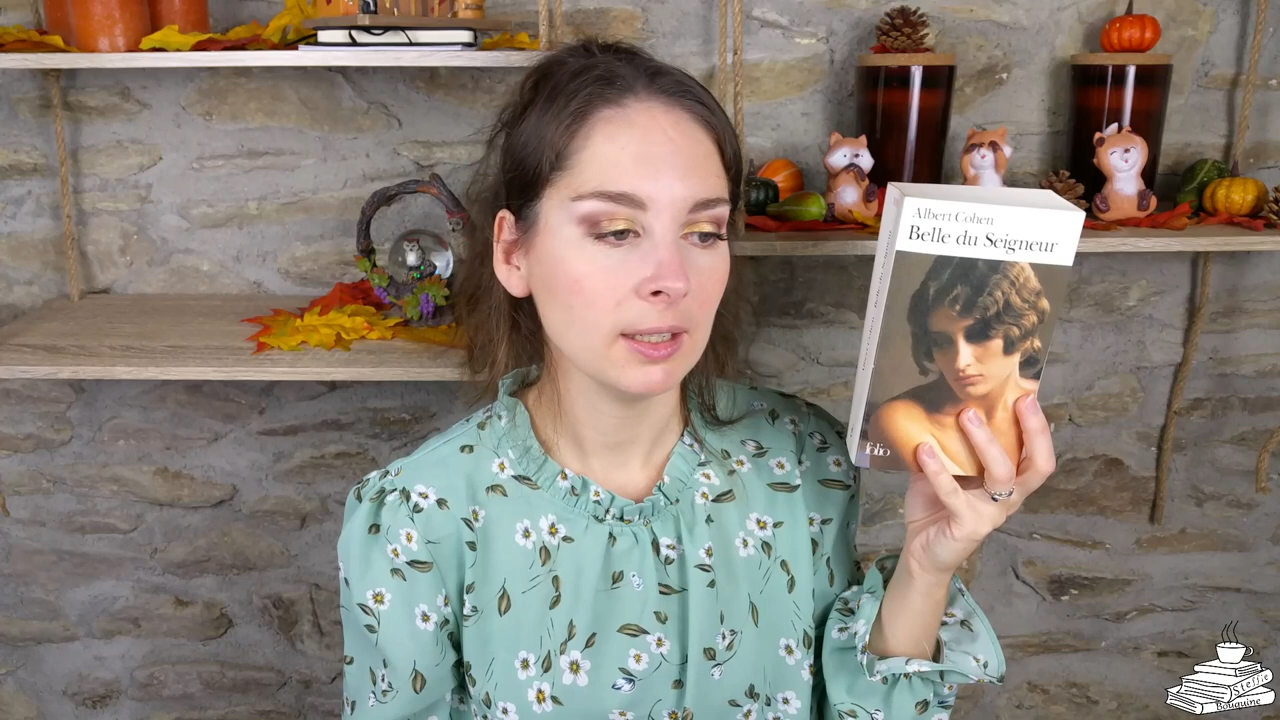 Albert Cohen
Belle du Seigneur
folio
Steffie
Bouquine